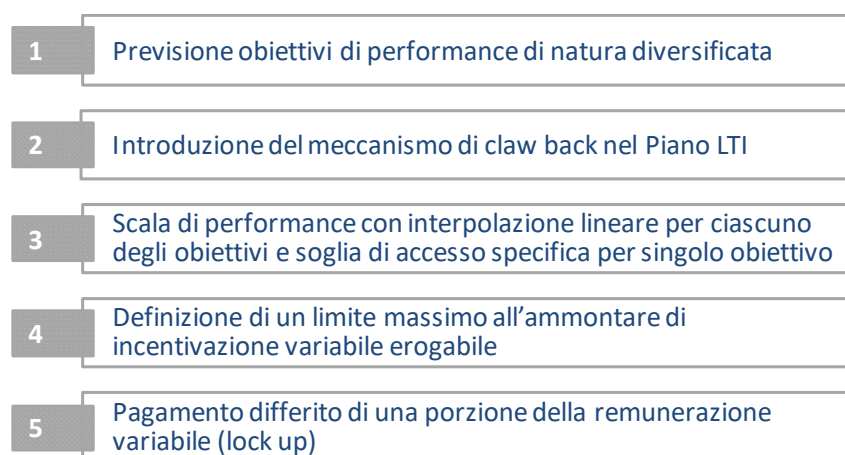 1
Previsione obiettivi di performance di natura diversificata
2
Introduzione del meccanismo di claw back nel Piano LTI
3
Scala di performance con interpolazione lineare per ciascuno
degli obiettivi e soglia di accesso specifica per singolo obiettivo
4
Definizione di un limite massimo all'ammontare di
incentivazione variabile erogabile
5
Pagamento differito di una porzione della remunerazione
variabile (lock up)